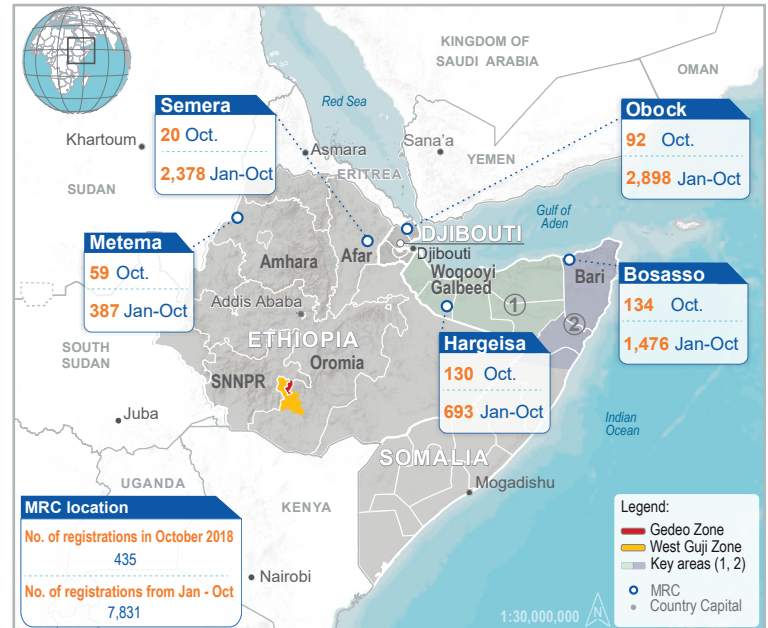 KINGDOM OF
SAUDI ARABIA
OMAN
Red Sea
Khartoum
Asmara
Sana'a
YEMEN
ERITREA
SUDAN
Semera
20 Oct.
2,378 Jan-Oct
Obock
92 Oct.
2,898 Jan-Oct
Gulf of
Aden
Metema
59 Oct.
387 Jan-Oct
DJIBOUTI
Djibouti
Amhara
Afar
Woqooyi
Galbeed
Bari
1
2
Bosasso
134 Oct.
1,476 Jan-Oct
Addis Ababa
ETHIOPIA
Oromia
SNNPR
Hargeisa
130 Oct.
693 Jan-Oct
SOUTH
SUDAN
Juba
Indian
Ocean
SOMALIA
Mogadishu
UGANDA
KENYA
Nairobi
MRC location
No. of registrations in October 2018
435
No. of registrations from Jan - Oct
7,831
Legend:
Gedeo Zone
West Guji Zone
Key areas (1, 2)
MRC
Country Capital
1:30,000,000
N